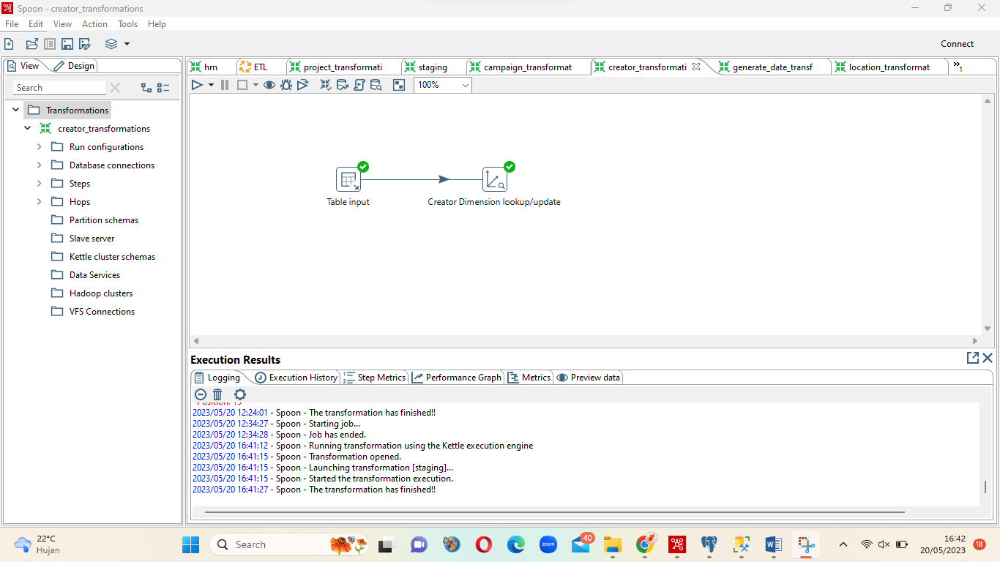 Spoon - creator_transformations
File Edit View Action Tools Help
Connect
View Design
Search
Transformations
creator_transformations
Run configurations
Database connections
Steps
Hops
Partition schemas
Slave server
Kettle cluster schemas
Data Services
Hadoop clusters
VFS Connections
hm ETL project_transformati staging campaign_transformat creator_transformati generate_date_transf location_transformat »1
100%
Table input
Creator Dimension lookup/update
Execution Results
Logging Execution History Step Metrics Performance Graph Metrics Preview data
Position: 19
2023/05/20 12:24:01 - Spoon - The transformation has finished!!
2023/05/20 12:34:27 - Spoon - Starting job...
2023/05/20 12:34:28 - Spoon - Job has ended.
2023/05/20 16:41:12 - Spoon - Running transformation using the Kettle execution engine
2023/05/20 16:41:15 - Spoon - Transformation opened.
2023/05/20 16:41:15 - Spoon - Launching transformation [staging]...
2023/05/20 16:41:15 - Spoon - Started the transformation execution.
2023/05/20 16:41:27 - Spoon - The transformation has finished!!
22°C
Hujan
Search
zoom
40
16:42
20/05/2023
18